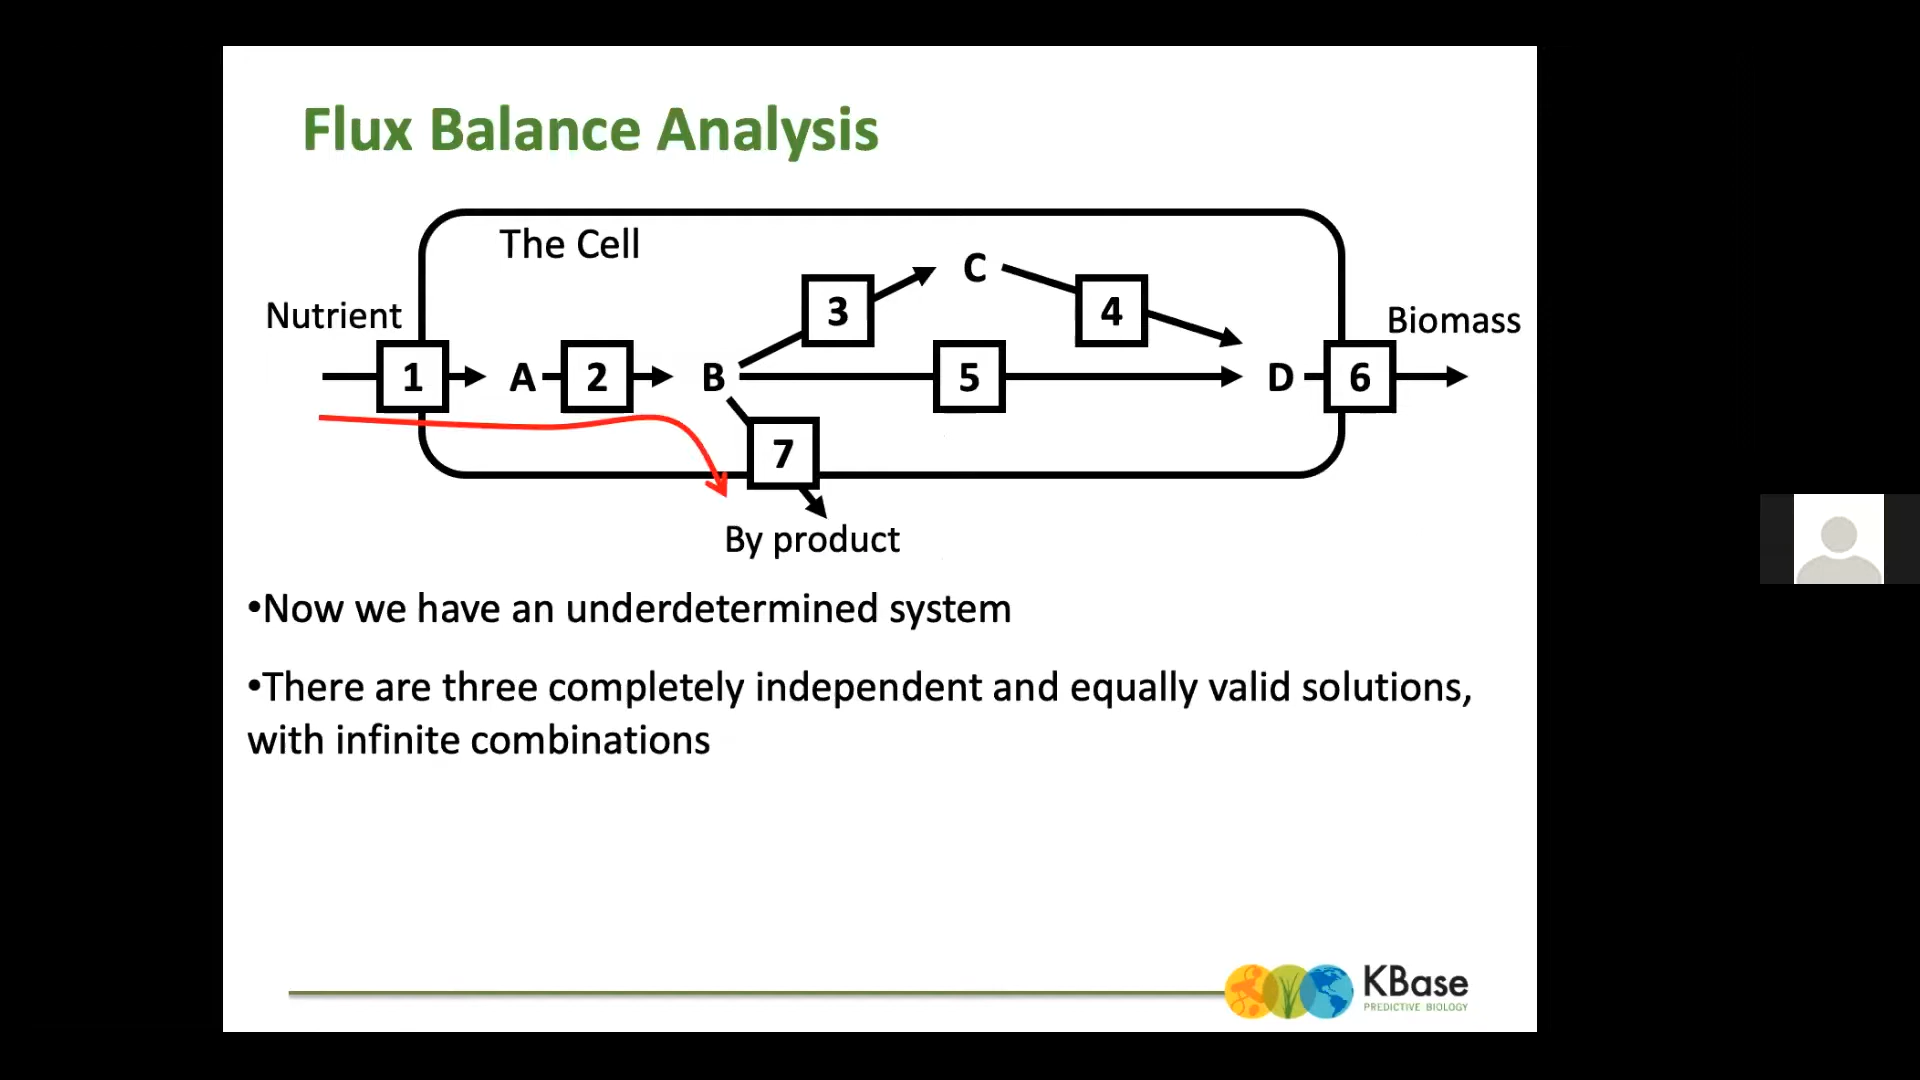 Flux Balance Analysis
The Cell
Nutrient
1
A
2
B
3
C
4
5
D
6
Biomass
7
By product
•Now we have an underdetermined system
•There are three completely independent and equally valid solutions,
with infinite combinations
KBase
PREDICTIVE BIOLOGY